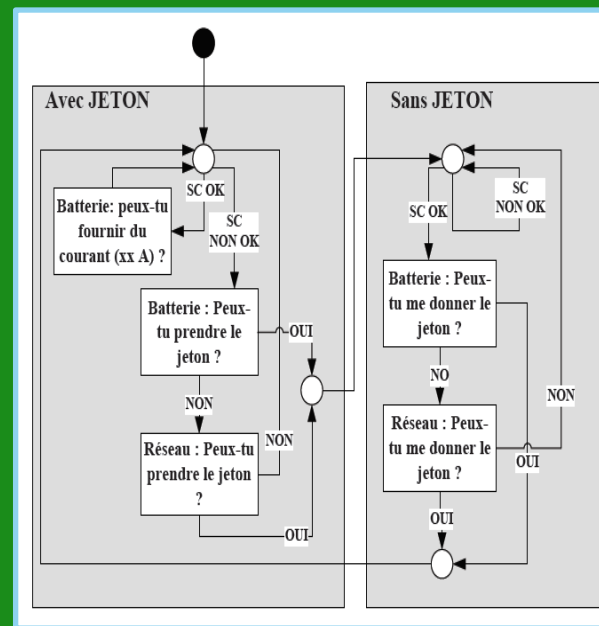 Avec JETON
SC OK
Batterie: peux-tu
fournir du
courant (xx A) ?
SC
NON OK
Batterie : Peux-
tu prendre le
jeton ?
OUI
NON
NON
Réseau : Peux-
tu prendre le jeton
?
OUI
Sans JETON
SC
NON OK
SC OK
Batterie : Peux-
tu me donner le
jeton ?
NO
NON
Réseau : Peux-
tu me donner le
jeton ?
OUI
OUI